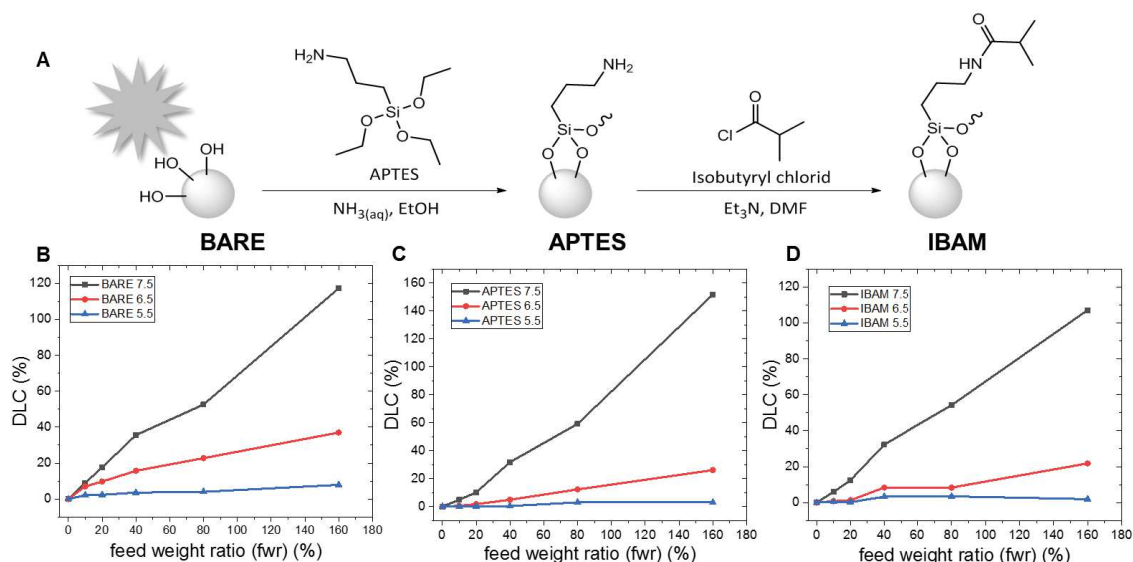 A
H₂N
Si
O
O
O
APTES
NH₃(aq), EtOH
OH
HO
HO
BARE
NH₂
Si
O
O
O
APTES
O
Cl
Isobutyryl chlorid
Et₃N, DMF
O
NH
Si
O
O
O
IBAM
B
BARE 7.5
BARE 6.5
BARE 5.5
DLC (%)
120
100
80
60
40
20
0
0 20 40 60 80 100 120 140 160 180
feed weight ratio (fwr) (%)
C
APTES 7.5
APTES 6.5
APTES 5.5
DLC (%)
160
140
120
100
80
60
40
20
0
0 20 40 60 80 100 120 140 160 180
feed weight ratio (fwr) (%)
D
IBAM 7.5
IBAM 6.5
IBAM 5.5
DLC (%)
120
100
80
60
40
20
0
0 20 40 60 80 100 120 140 160 180
feed weight ratio (fwr) (%)